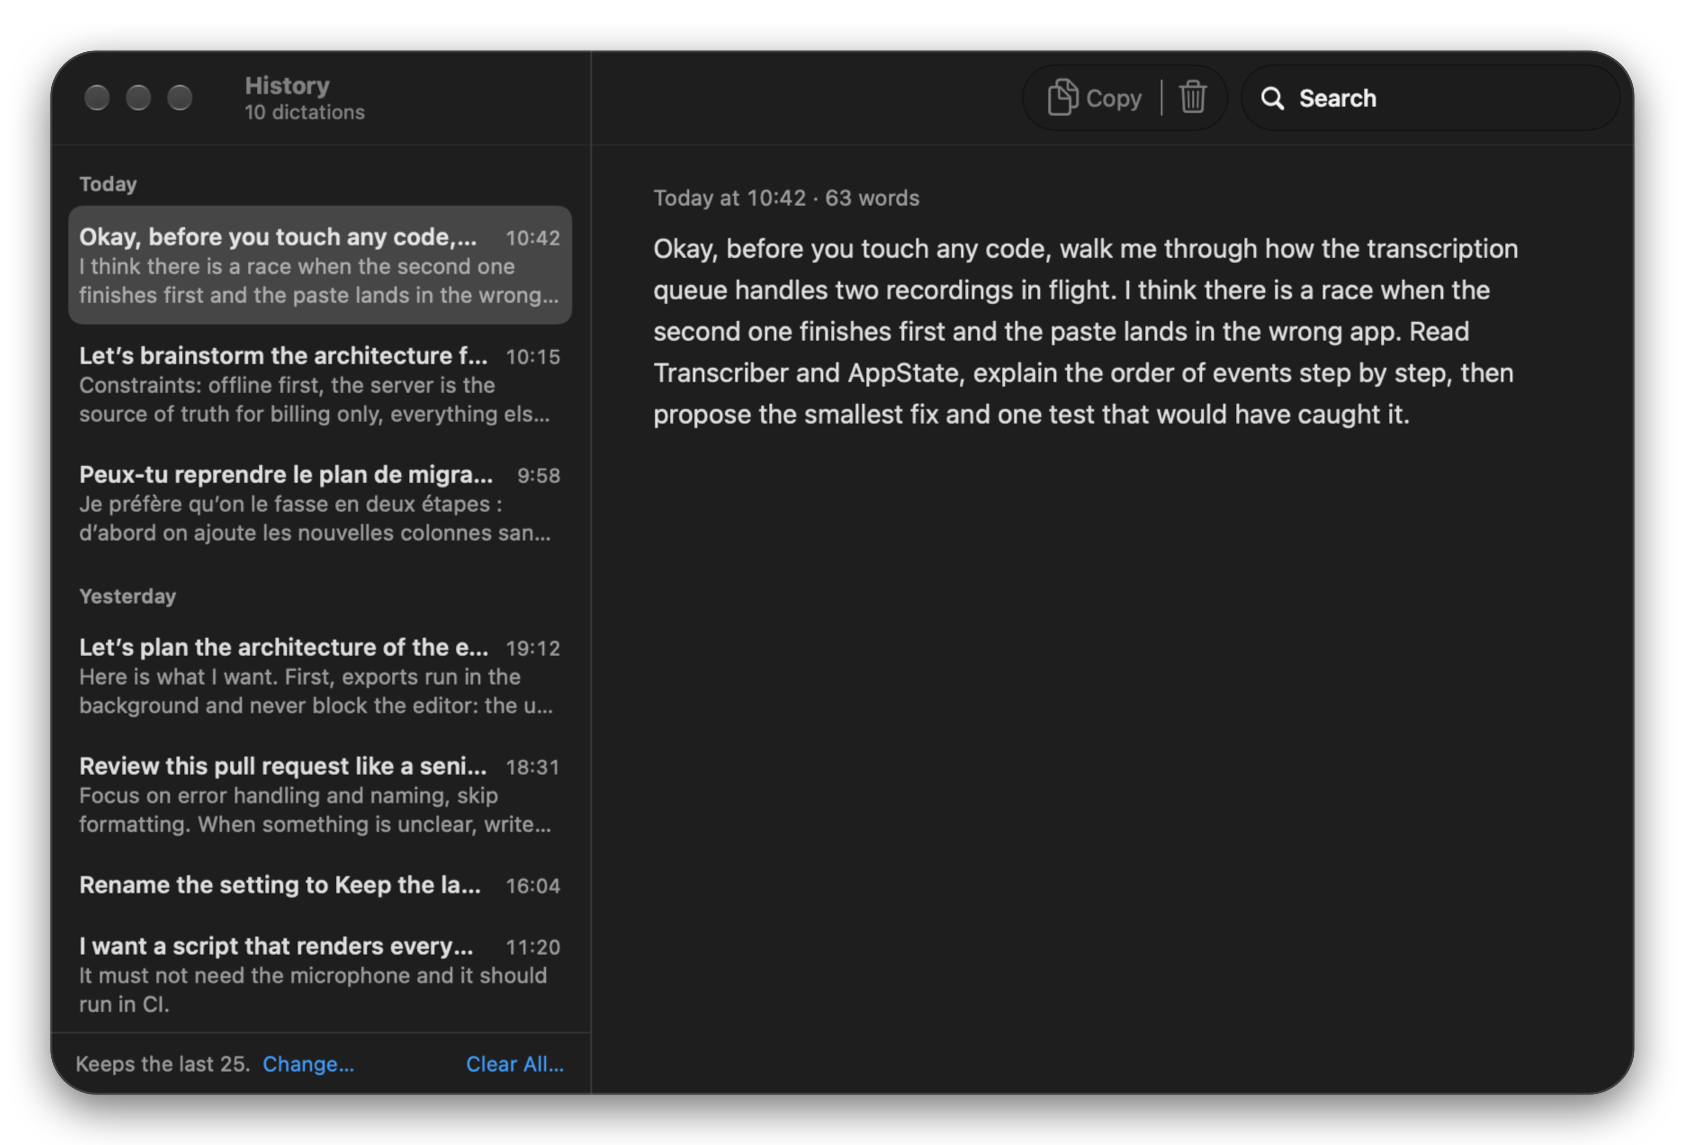 History
10 dictations
Copy
Search
Today
Okay, before you touch any code,... 10:42
I think there is a race when the second one
finishes first and the paste lands in the wrong...
Let’s brainstorm the architecture f... 10:15
Constraints: offline first, the server is the
source of truth for billing only, everything els...
Peux-tu reprendre le plan de migra... 9:58
Je préfère qu’on le fasse en deux étapes :
d’abord on ajoute les nouvelles colonnes san...
Yesterday
Let’s plan the architecture of the e... 19:12
Here is what I want. First, exports run in the
background and never block the editor: the u...
Review this pull request like a seni... 18:31
Focus on error handling and naming, skip
formatting. When something is unclear, write...
Rename the setting to Keep the la... 16:04
I want a script that renders every... 11:20
It must not need the microphone and it should
run in CI.
Keeps the last 25. Change... Clear All...
Today at 10:42 · 63 words
Okay, before you touch any code, walk me through how the transcription
queue handles two recordings in flight. I think there is a race when the
second one finishes first and the paste lands in the wrong app. Read
Transcriber and AppState, explain the order of events step by step, then
propose the smallest fix and one test that would have caught it.